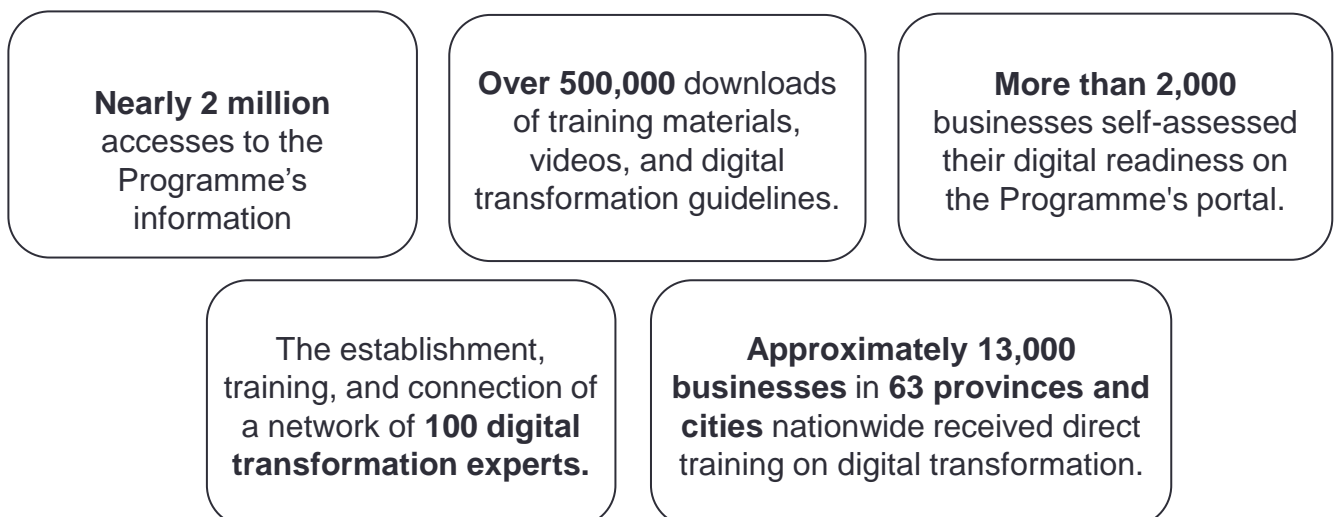 Nearly 2 million
accesses to the
Programme’s
information
Over 500,000 downloads
of training materials,
videos, and digital
transformation guidelines.
More than 2,000
businesses self-assessed
their digital readiness on
the Programme's portal.
The establishment,
training, and connection of
a network of 100 digital
transformation experts.
Approximately 13,000
businesses in 63 provinces and
cities nationwide received direct
training on digital transformation.